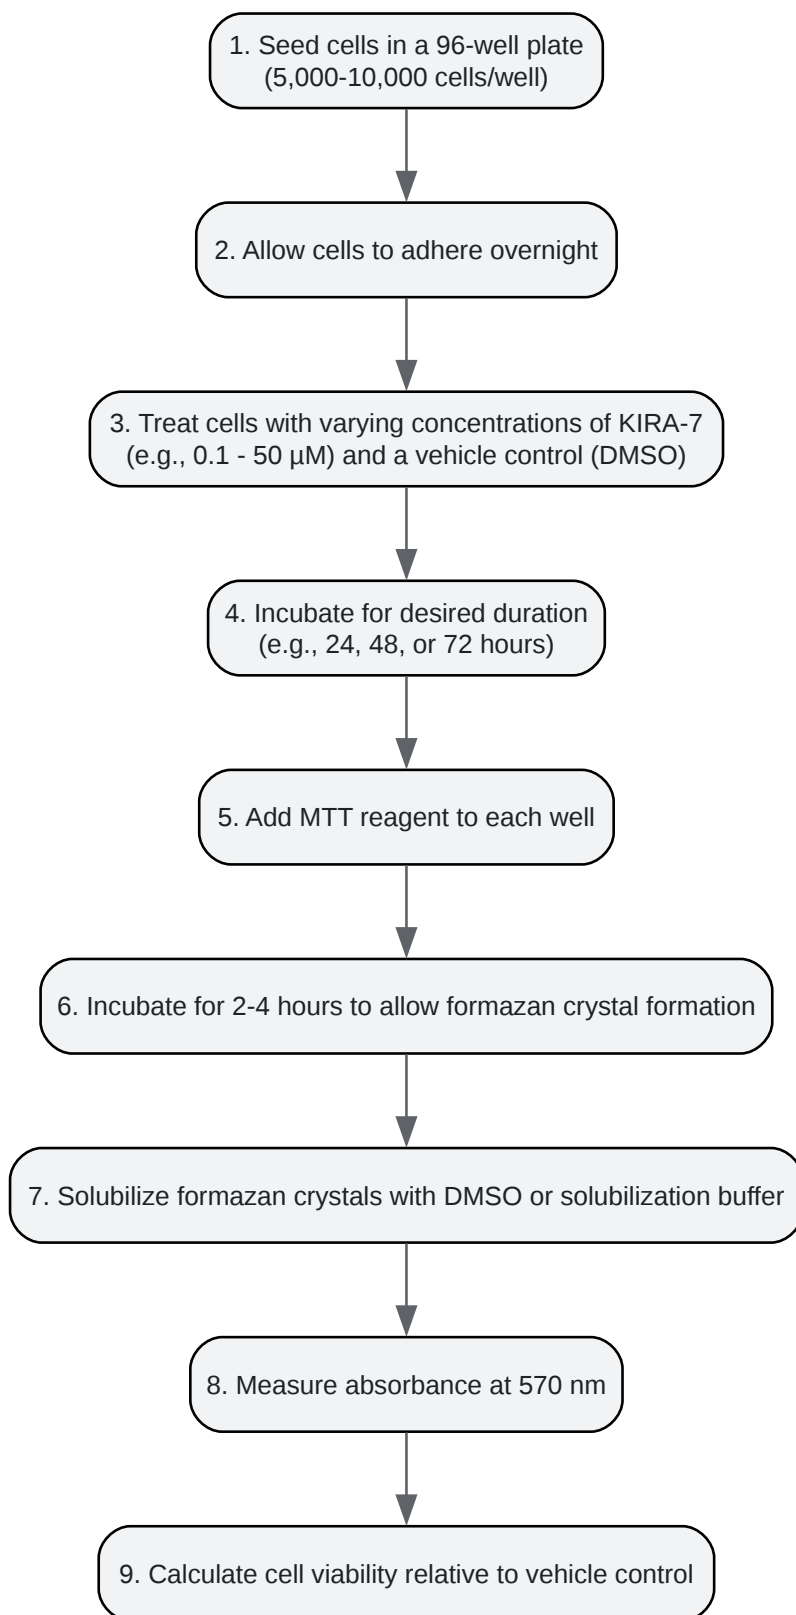 1. Seed cells in a 96-well plate
(5,000-10,000 cells/well)
2. Allow cells to adhere overnight
3. Treat cells with varying concentrations of KIRA-7
(e.g., 0.1 - 50 µM) and a vehicle control (DMSO)
4. Incubate for desired duration
(e.g., 24, 48, or 72 hours)
5. Add MTT reagent to each well
6. Incubate for 2-4 hours to allow formazan crystal formation
7. Solubilize formazan crystals with DMSO or solubilization buffer
8. Measure absorbance at 570 nm
9. Calculate cell viability relative to vehicle control